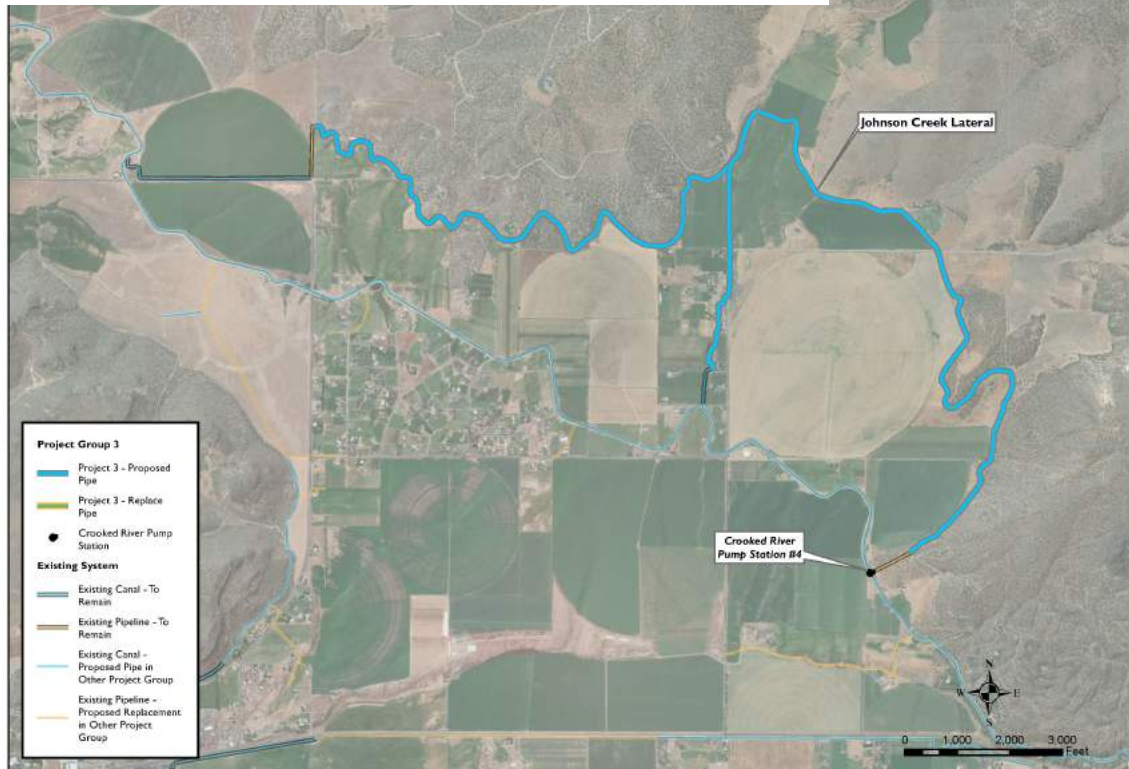 Johnson Creek Lateral
Project Group 3
Project 3 - Proposed
Pipe
Project 3 - Replace
Pipe
Crooked River Pump
Station
Existing System
Existing Canal - To
Remain
Existing Pipeline - To
Remain
Existing Canal -
Proposed Pipe in
Other Project Group
Existing Pipeline -
Proposed Replacement
in Other Project
Group
Crooked River
Pump Station #4
N
W E
S
0 1,000 2,000 3,000
Feet